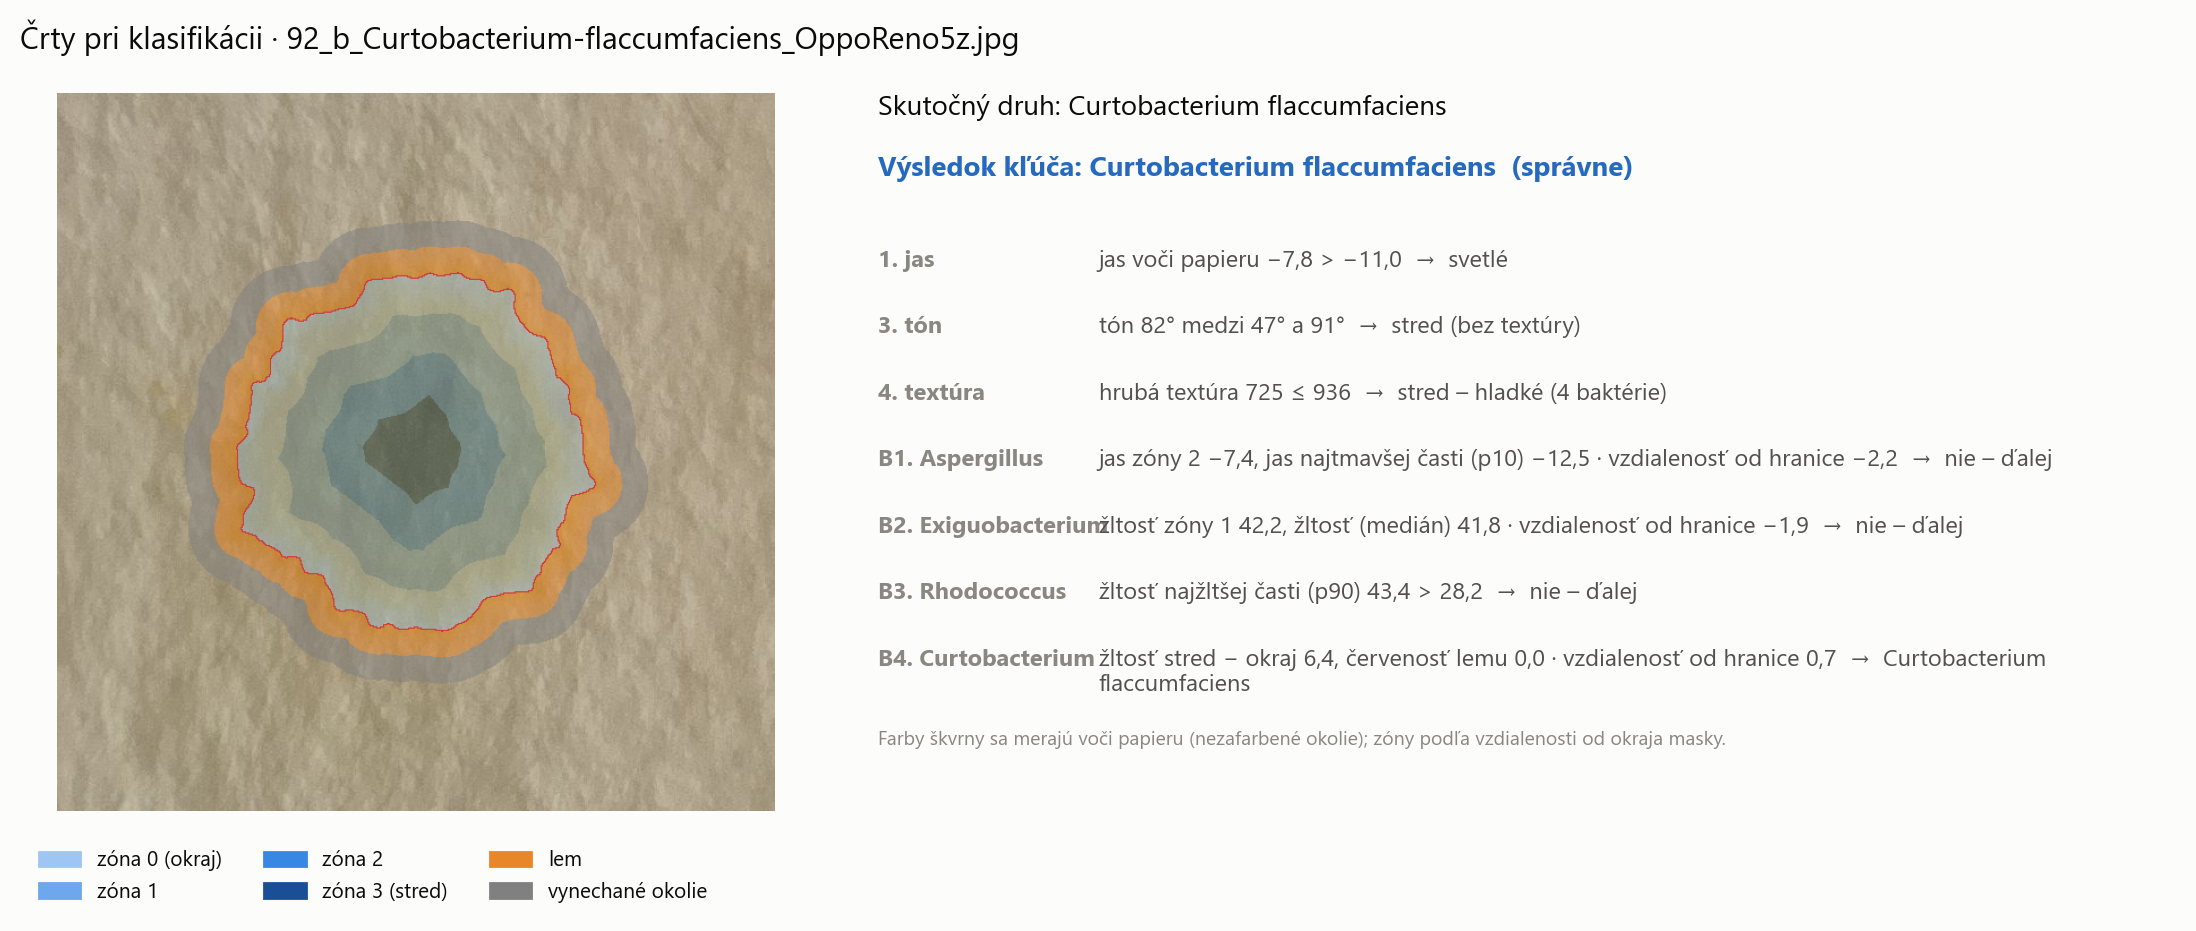 Črty pri klasifikácii · 92_b_Curtobacterium-flaccumfaciens_OppoReno5z.jpg
Skutočný druh: Curtobacterium flaccumfaciens
Výsledok kľúča: Curtobacterium flaccumfaciens (správne)
1. jas jas voči papieru −7,8 > −11,0 → svetlé
3. tón tón 82° medzi 47° a 91° → stred (bez textúry)
4. textúra hrubá textúra 725 ≤ 936 → stred – hladké (4 baktérie)
B1. Aspergillus jas zóny 2 −7,4, jas najtmavšej časti (p10) −12,5 · vzdialenosť od hranice −2,2 → nie – ďalej
B2. Exiguobacterium žltosť zóny 1 42,2, žltosť (medián) 41,8 · vzdialenosť od hranice −1,9 → nie – ďalej
B3. Rhodococcus žltosť najžltšej časti (p90) 43,4 > 28,2 → nie – ďalej
B4. Curtobacterium žltosť stred − okraj 6,4, červenosť lemu 0,0 · vzdialenosť od hranice 0,7 → Curtobacterium
flaccumfaciens
Farby škvrny sa merajú voči papieru (nezafarbené okolie); zóny podľa vzdialenosti od okraja masky.
zóna 0 (okraj) zóna 2 lem
zóna 1 zóna 3 (stred) vynechané okolie